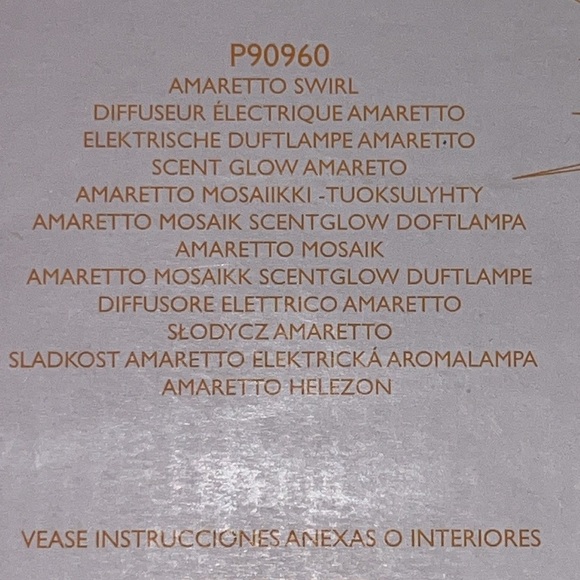 P90960
AMARETTO SWIRL
DIFFUSEUR ÉLECTRIQUE AMARETTO
ELEKTRISCHE DUFTLAMPE AMARETTO
SCENT GLOW AMARETO
AMARETTO MOSAIIKKI -TUOKSULYHTY
AMARETTO MOSAIK SCENTGLOW DOFTLAMPA
AMARETTO MOSAIK
AMARETTO MOSAIKK SCENTGLOW DUFTLAMPE
DIFFUSORE ELETTRICO AMARETTO
SŁODYCZ AMARETTO
SLADKOST AMARETTO ELEKTRICKÁ AROMALAMPA
AMARETTO HELEZON
VEASE INSTRUCCIONES ANEXAS O INTERIORES